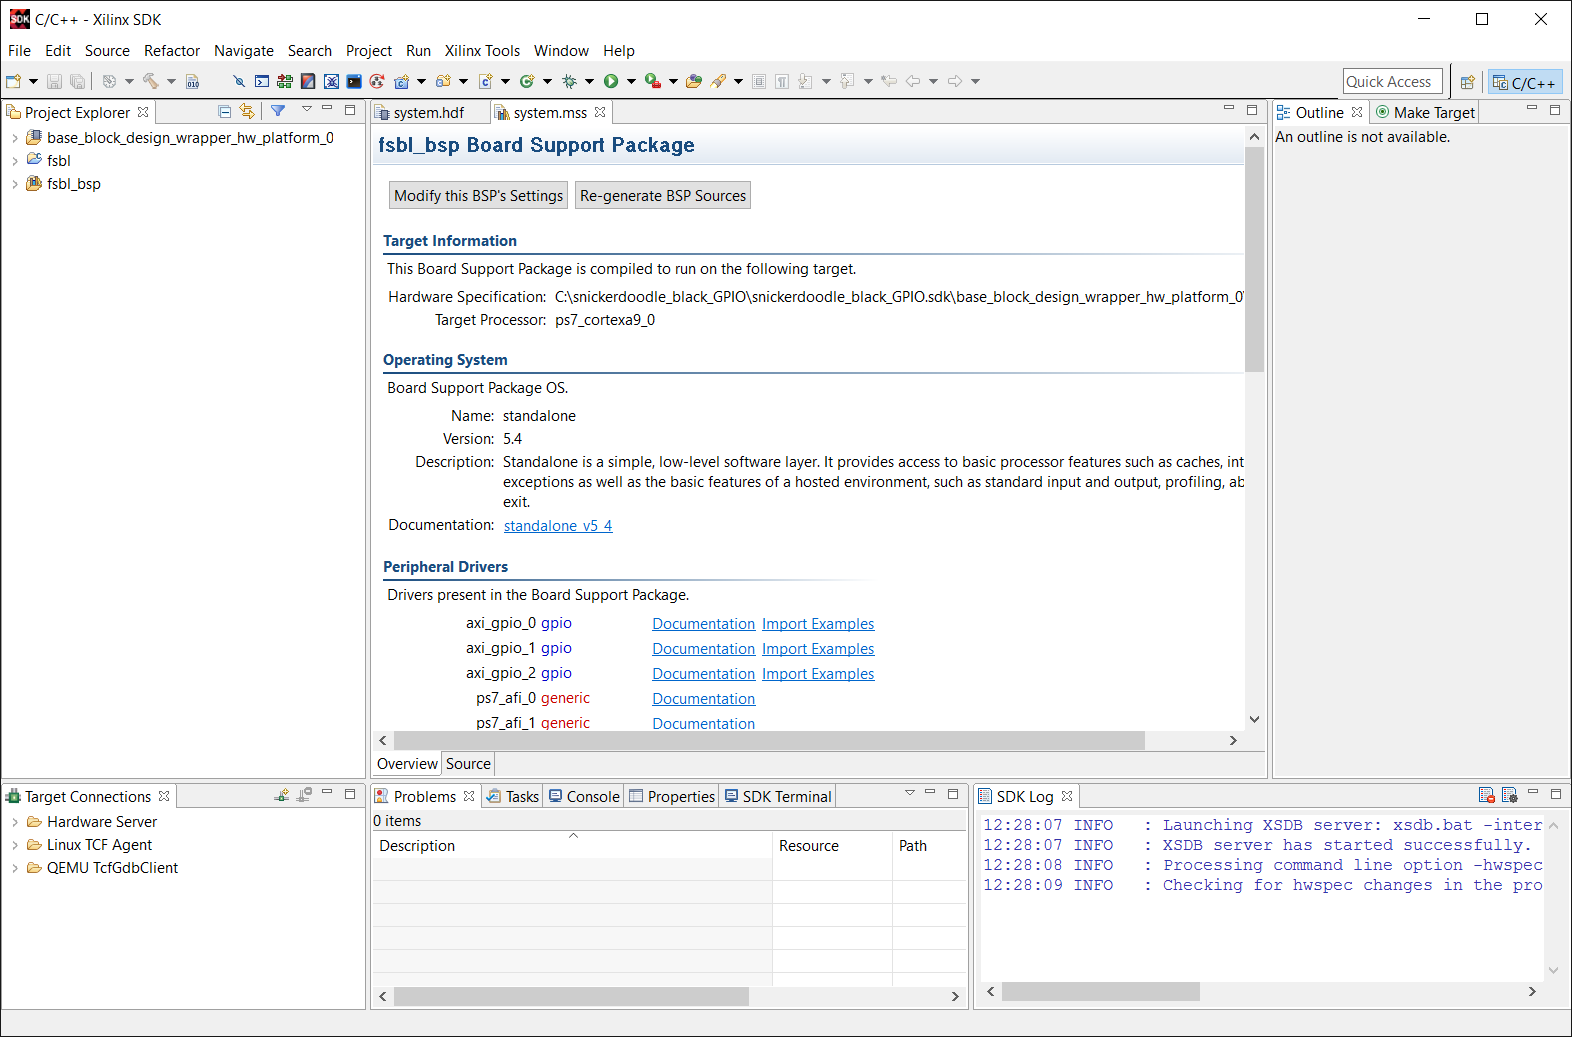 C/C++ - Xilinx SDK
File Edit Source Refactor Navigate Search Project Run Xilinx Tools Window Help
Quick Access
C/C++
Project Explorer
base_block_design_wrapper_hw_platform_0
fsbl
fsbl_bsp
system.hdf
system.mss
fsbl_bsp Board Support Package
Modify this BSP's Settings
Re-generate BSP Sources
Target Information
This Board Support Package is compiled to run on the following target.
Hardware Specification: C:\snickerdoodle_black_GPIO\snickerdoodle_black_GPIO.sdk\base_block_design_wrapper_hw_platform_0\
Target Processor: ps7_cortexa9_0
Operating System
Board Support Package OS.
Name: standalone
Version: 5.4
Description: Standalone is a simple, low-level software layer. It provides access to basic processor features such as caches, int
exceptions as well as the basic features of a hosted environment, such as standard input and output, profiling, ab
exit.
Documentation: standalone_v5_4
Peripheral Drivers
Drivers present in the Board Support Package.
axi_gpio_0 gpio Documentation Import Examples
axi_gpio_1 gpio Documentation Import Examples
axi_gpio_2 gpio Documentation Import Examples
ps7_afi_0 generic Documentation
ps7_afi_1 generic Documentation
Overview Source
Outline
Make Target
An outline is not available.
Target Connections
Hardware Server
Linux TCF Agent
QEMU TcfGdbClient
Problems Tasks Console Properties SDK Terminal
0 items
Description Resource Path
SDK Log
12:28:07 INFO : Launching XSDB server: xsdb.bat -inter
12:28:07 INFO : XSDB server has started successfully.
12:28:08 INFO : Processing command line option -hwspec
12:28:09 INFO : Checking for hwspec changes in the pro